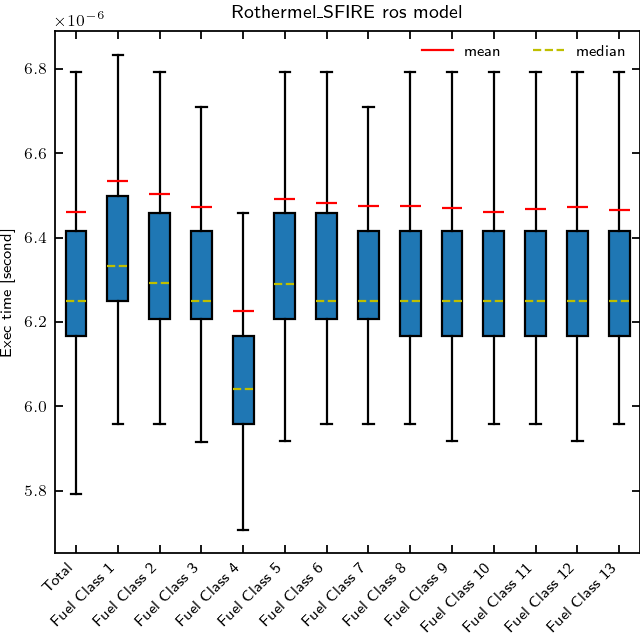 Rothermel_SFIRE ros model
×10⁻⁶
mean
median
6.8
6.6
6.4
6.2
6.0
5.8
Exec time [second]
Total
Fuel Class 1
Fuel Class 2
Fuel Class 3
Fuel Class 4
Fuel Class 5
Fuel Class 6
Fuel Class 7
Fuel Class 8
Fuel Class 9
Fuel Class 10
Fuel Class 11
Fuel Class 12
Fuel Class 13